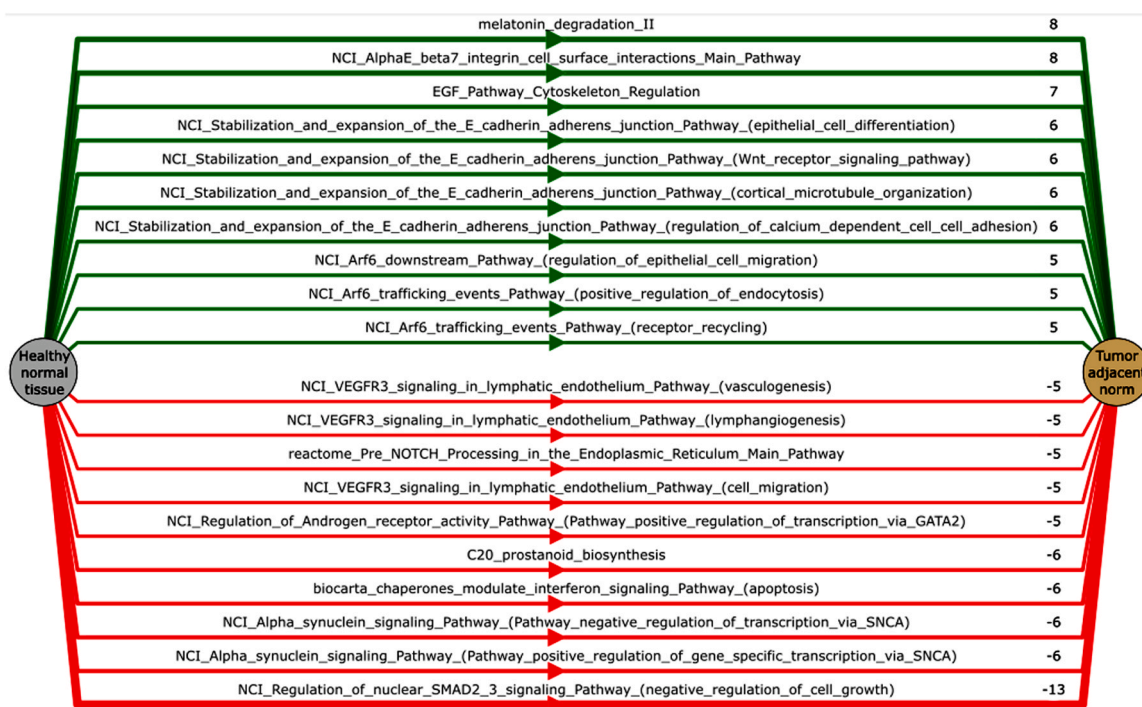 melatonin_degradation_II 8
NCI_AlphaE_beta7_integrin_cell_surface_interactions_Main_Pathway 8
EGF_Pathway_Cytoskeleton_Regulation 7
NCI_Stabilization_and_expansion_of_the_E_cadherin_adherens_junction_Pathway_(epithelial_cell_differentiation) 6
NCI_Stabilization_and_expansion_of_the_E_cadherin_adherens_junction_Pathway_(Wnt_receptor_signaling_pathway) 6
NCI_Stabilization_and_expansion_of_the_E_cadherin_adherens_junction_Pathway_(cortical_microtubule_organization) 6
NCI_Stabilization_and_expansion_of_the_E_cadherin_adherens_junction_Pathway_(regulation_of_calcium_dependent_cell_cell_adhesion) 6
NCI_Arf6_downstream_Pathway_(regulation_of_epithelial_cell_migration) 5
NCI_Arf6_trafficking_events_Pathway_(positive_regulation_of_endocytosis) 5
NCI_Arf6_trafficking_events_Pathway_(receptor_recycling) 5
Healthy
normal
tissue
Tumor
adjacent
norm
NCI_VEGFR3_signaling_in_lymphatic_endothelium_Pathway_(vasculogenesis) -5
NCI_VEGFR3_signaling_in_lymphatic_endothelium_Pathway_(lymphangiogenesis) -5
reactome_Pre_NOTCH_Processing_in_the_Endoplasmic_Reticulum_Main_Pathway -5
NCI_VEGFR3_signaling_in_lymphatic_endothelium_Pathway_(cell_migration) -5
NCI_Regulation_of_Androgen_receptor_activity_Pathway_(Pathway_positive_regulation_of_transcription_via_GATA2) -5
C20_prostanoid_biosynthesis -6
biocarta_chaperones_modulate_interferon_signaling_Pathway_(apoptosis) -6
NCI_Alpha_synuclein_signaling_Pathway_(Pathway_negative_regulation_of_transcription_via_SNCA) -6
NCI_Alpha_synuclein_signaling_Pathway_(Pathway_positive_regulation_of_gene_specific_transcription_via_SNCA) -6
NCI_Regulation_of_nuclear_SMAD2_3_signaling_Pathway_(negative_regulation_of_cell_growth) -13